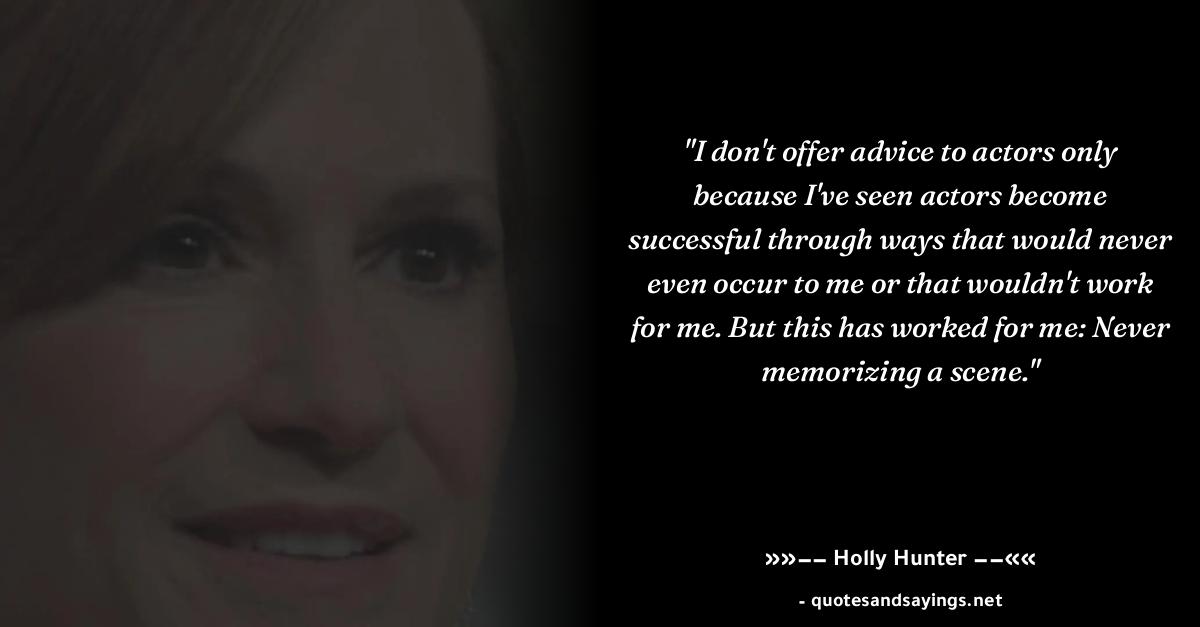 "I don't offer advice to actors only
because I've seen actors become
successful through ways that would never
even occur to me or that wouldn't work
for me. But this has worked for me: Never
memorizing a scene."
»»−− Holly Hunter −−««
- quotesandsayings.net